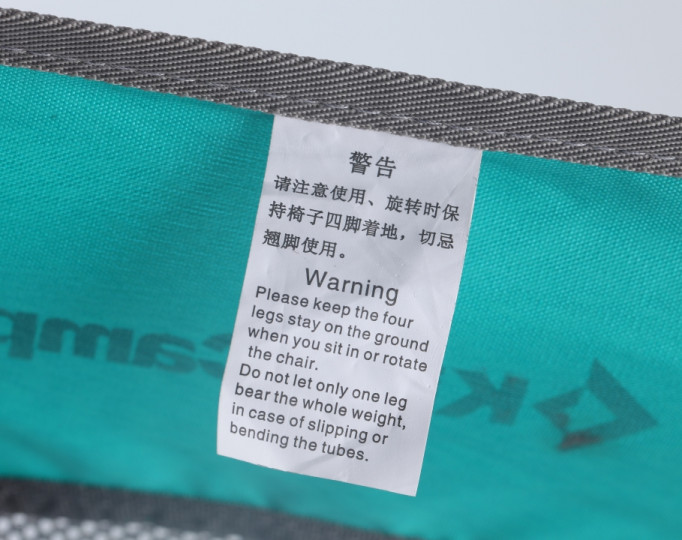 警告
请注意使用、旋转时保
持椅子四脚着地，切忌
翘脚使用。
Warning
Please keep the four
legs stay on the ground
when you sit in or rotate
the chair.
Do not let only one leg
bear the whole weight,
in case of slipping or
bending the tubes.